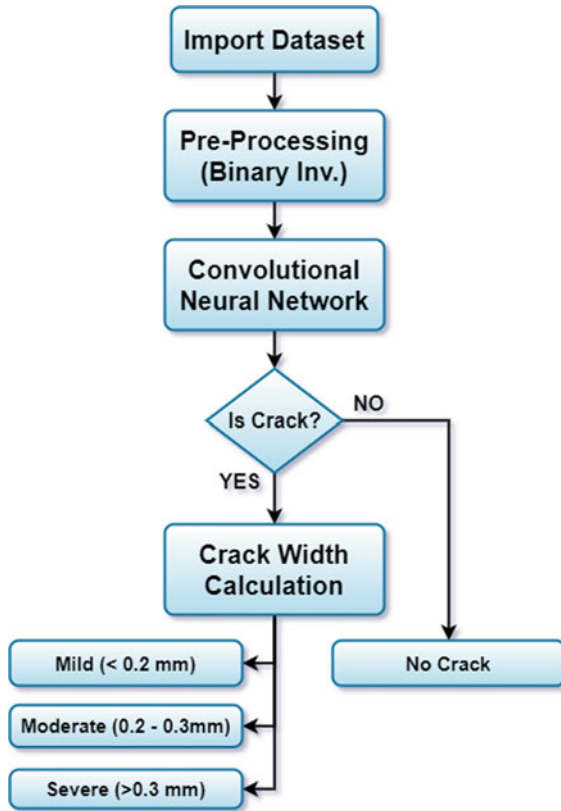 Import Dataset
Pre-Processing
(Binary Inv.)
Convolutional
Neural Network
Is Crack?
NO
YES
Crack Width
Calculation
Mild (< 0.2 mm)
No Crack
Moderate (0.2 - 0.3mm)
Severe (>0.3 mm)